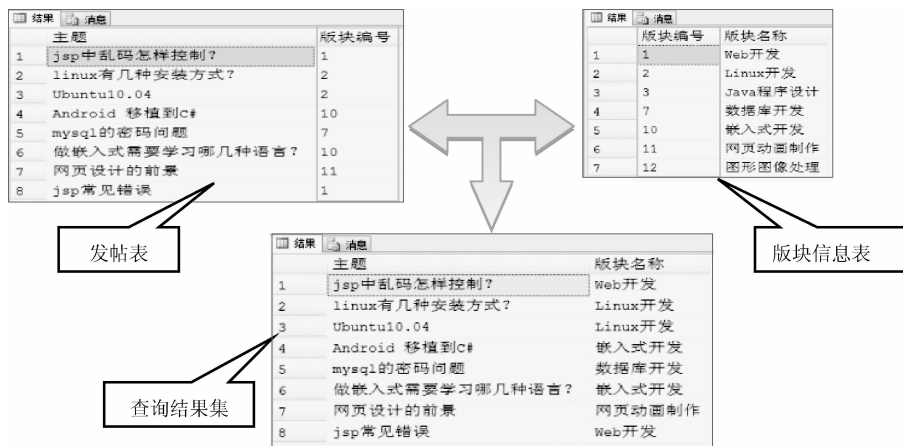 结果 消息
主题 版块编号
1 jsp中乱码怎样控制? 1
2 linux有几种安装方式? 2
3 Ubuntu10.04 2
4 Android 移植到C# 10
5 mysql的密码问题 7
6 做嵌入式需要学习哪几种语言? 10
7 网页设计的前景 11
8 jsp常见错误 1
发帖表
结果 消息
版块编号 版块名称
1 1 Web开发
2 2 Linux开发
3 3 Java程序设计
4 7 数据库开发
5 10 嵌入式开发
6 11 网页动画制作
7 12 图形图像处理
版块信息表
结果 消息
主题 版块名称
1 jsp中乱码怎样控制? Web开发
2 linux有几种安装方式? Linux开发
3 Ubuntu10.04 Linux开发
4 Android 移植到C# 嵌入式开发
5 mysql的密码问题 数据库开发
6 做嵌入式需要学习哪几种语言? 嵌入式开发
7 网页设计的前景 网页动画制作
8 jsp常见错误 Web开发
查询结果集